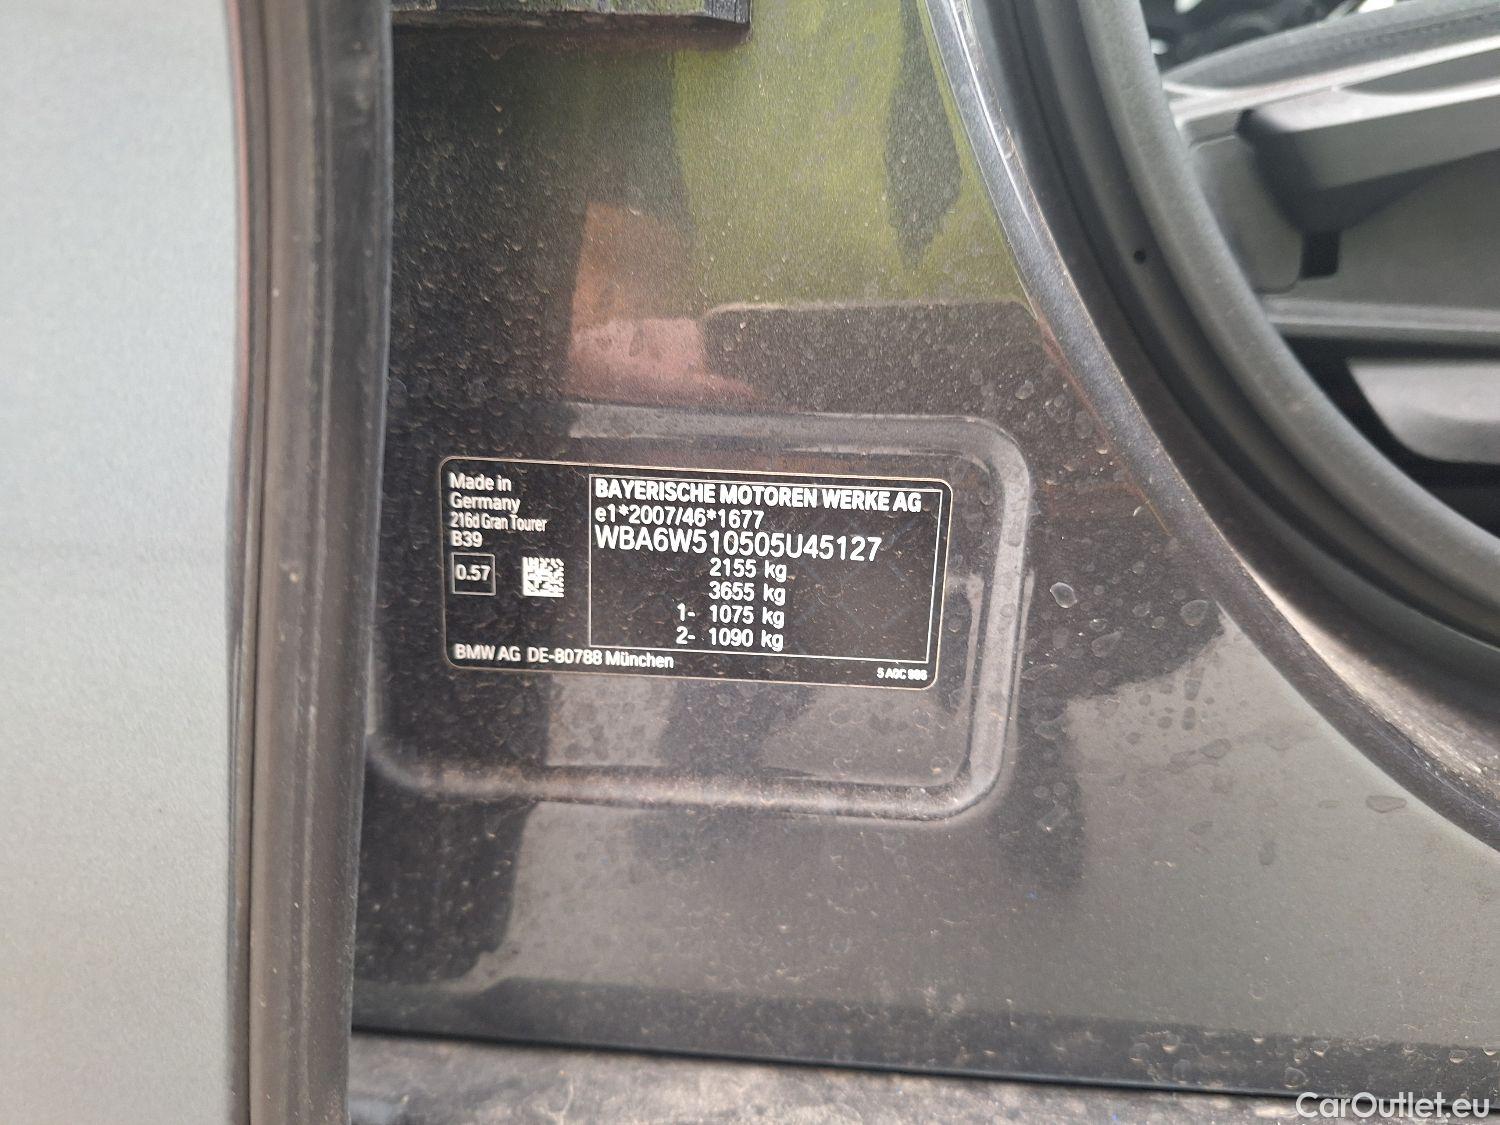 Made in
Germany
216d Gran Tourer
B39
0.57
BAYERISCHE MOTOREN WERKE AG
e1*2007/46*1677
WBA6W510505U45127
2155 kg
3655 kg
1- 1075 kg
2- 1090 kg
BMW AG DE-80788 München
CarOutlet.eu